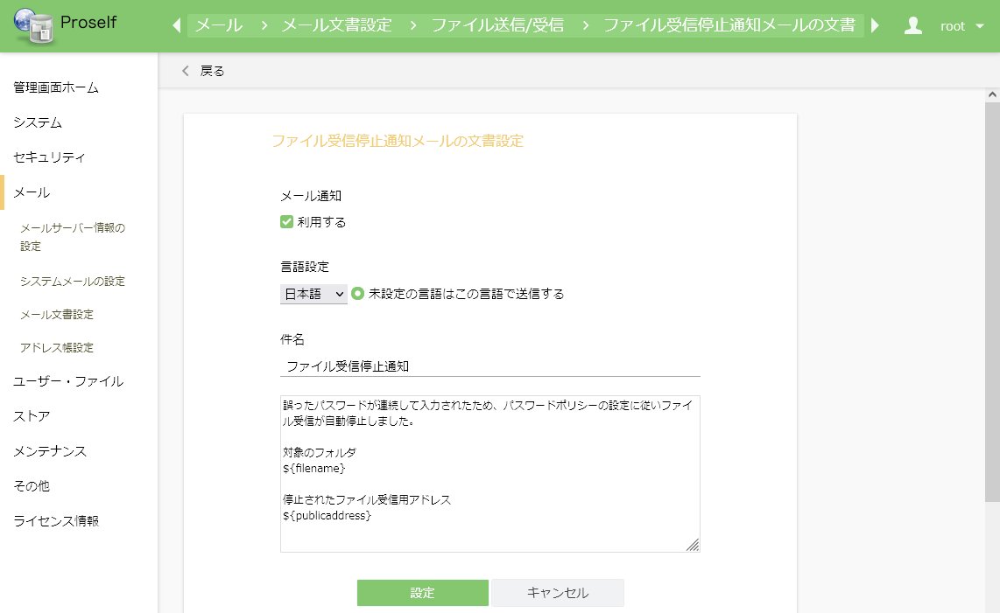 Proself
メール > メール文書設定 > ファイル送信/受信 > ファイル受信停止通知メールの文書
root
戻る
管理画面ホーム
システム
セキュリティ
メール
メールサーバー情報の
設定
システムメールの設定
メール文書設定
アドレス帳設定
ユーザー・ファイル
ストア
メンテナンス
その他
ライセンス情報
ファイル受信停止通知メールの文書設定
メール通知
利用する
言語設定
日本語 未設定の言語はこの言語で送信する
件名
ファイル受信停止通知
誤ったパスワードが連続して入力されたため、パスワードポリシーの設定に従いファイ
ル受信が自動停止しました。
対象のフォルダ
${filename}
停止されたファイル受信用アドレス
${publicaddress}
設定 キャンセル